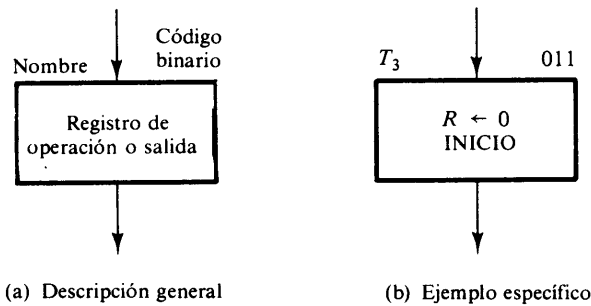 Nombre
Código
binario
Registro de
operación o salida
(a) Descripción general
T₃
011
R ← 0
INICIO
(b) Ejemplo específico